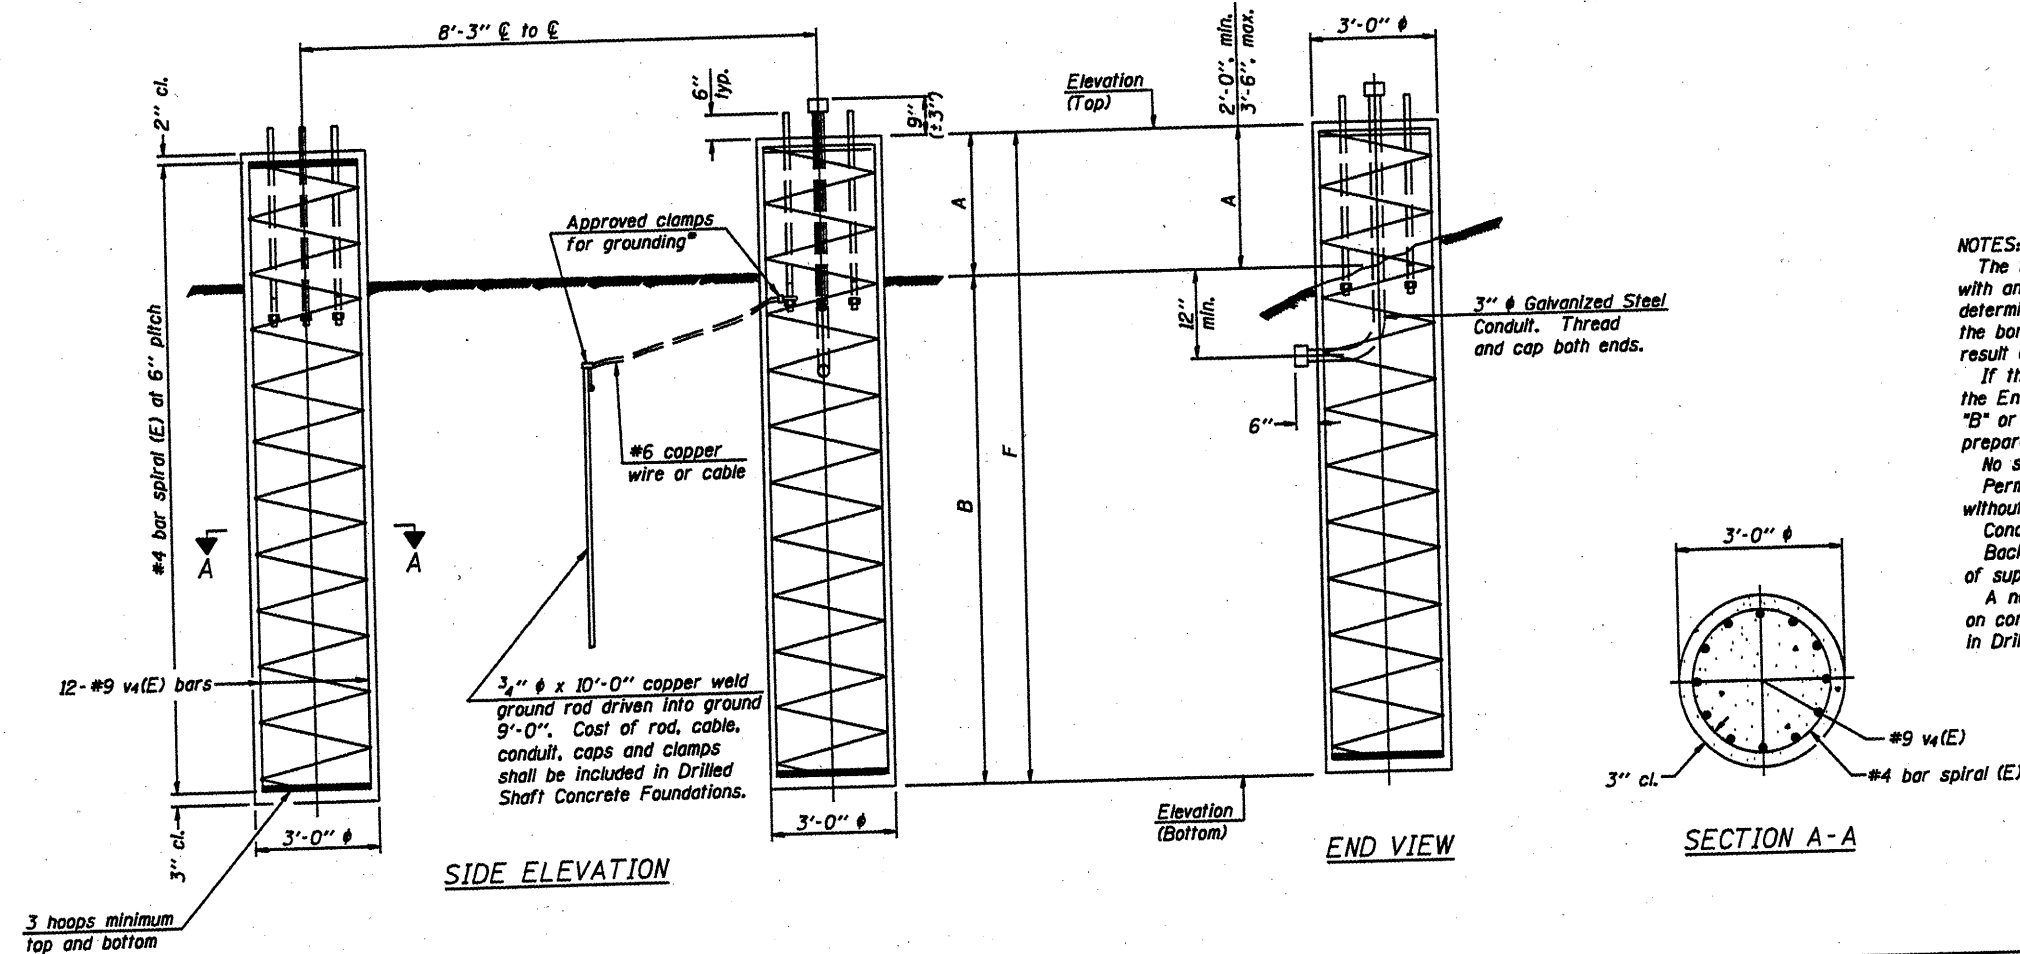 8'-3" ℄ to ℄
2" cl.
6"
typ.
9"
(±3")
Elevation
(Top)
2'-0". min.
3'-6". max.
3'-0" ϕ
A
A
Approved clamps
for grounding*
12"
min.
3" ϕ Galvanized Steel
Conduit. Thread
and cap both ends.
6"
#4 bar spiral (E) at 6" pitch
#6 copper
wire or cable
F
B
A
A
12-#9 v4(E) bars
3/4" ϕ x 10'-0" copper weld
ground rod driven into ground
9'-0". Cost of rod, cable,
conduit, caps and clamps
shall be included in Drilled
Shaft Concrete Foundations.
3" cl.
3'-0" ϕ
3'-0" ϕ
Elevation
(Bottom)
SIDE ELEVATION
END VIEW
3 hoops minimum
top and bottom
3'-0" ϕ
#9 v4(E)
#4 bar spiral (E)
3" cl.
SECTION A-A
NOTES:
The
with an
determi
the bor
result
If th
the En
"B" or
prepar
No s
Perm
without
Cond
Back
of sup
A n
on con
in Dril